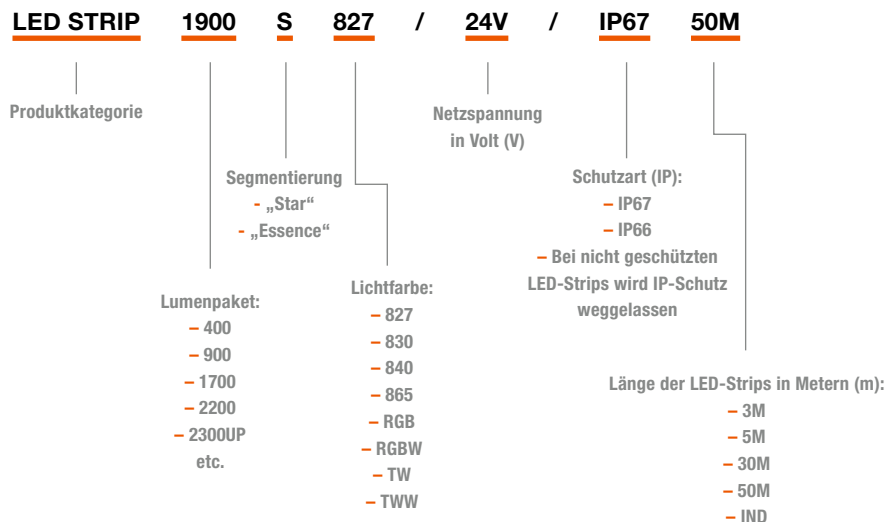 LED STRIP 1900 S 827 / 24V / IP67 50M
Produktkategorie
Netzspannung
in Volt (V)
Segmentierung
- „Star“
- „Essence“
Schutzart (IP):
– IP67
– IP66
– Bei nicht geschützten
LED-Strips wird IP-Schutz
weggelassen
Lumenpaket:
– 400
– 900
– 1700
– 2200
– 2300UP
etc.
Lichtfarbe:
– 827
– 830
– 840
– 865
– RGB
– RGBW
– TW
– TWW
Länge der LED-Strips in Metern (m):
– 3M
– 5M
– 30M
– 50M
– IND